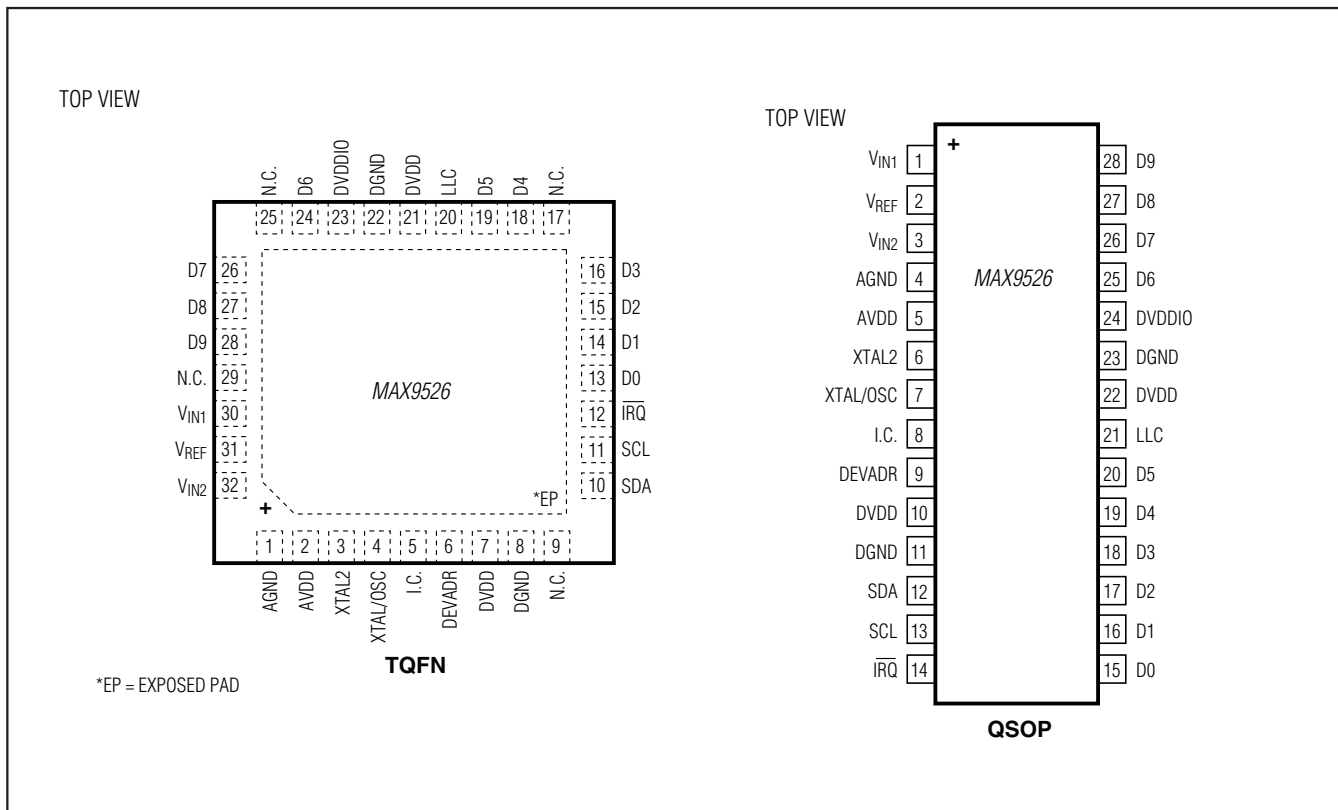 TOP VIEW
N.C. D6 DVDDIO DGND DVDD LLC D5 D4 N.C.
25 24 23 22 21 20 19 18 17
D7 26
D8 27
D9 28
N.C. 29
VIN1 30
VREF 31
VIN2 32
16 D3
15 D2
14 D1
13 D0
12 IRQ
11 SCL
10 SDA
MAX9526
*EP
+
1 2 3 4 5 6 7 8 9
AGND AVDD XTAL2 XTAL/OSC I.C. DEVADR DVDD DGND N.C.
TQFN
*EP = EXPOSED PAD
TOP VIEW
+
MAX9526
VIN1 1
VREF 2
VIN2 3
AGND 4
AVDD 5
XTAL2 6
XTAL/OSC 7
I.C. 8
DEVADR 9
DVDD 10
DGND 11
SDA 12
SCL 13
IRQ 14
28 D9
27 D8
26 D7
25 D6
24 DVDDIO
23 DGND
22 DVDD
21 LLC
20 D5
19 D4
18 D3
17 D2
16 D1
15 D0
QSOP